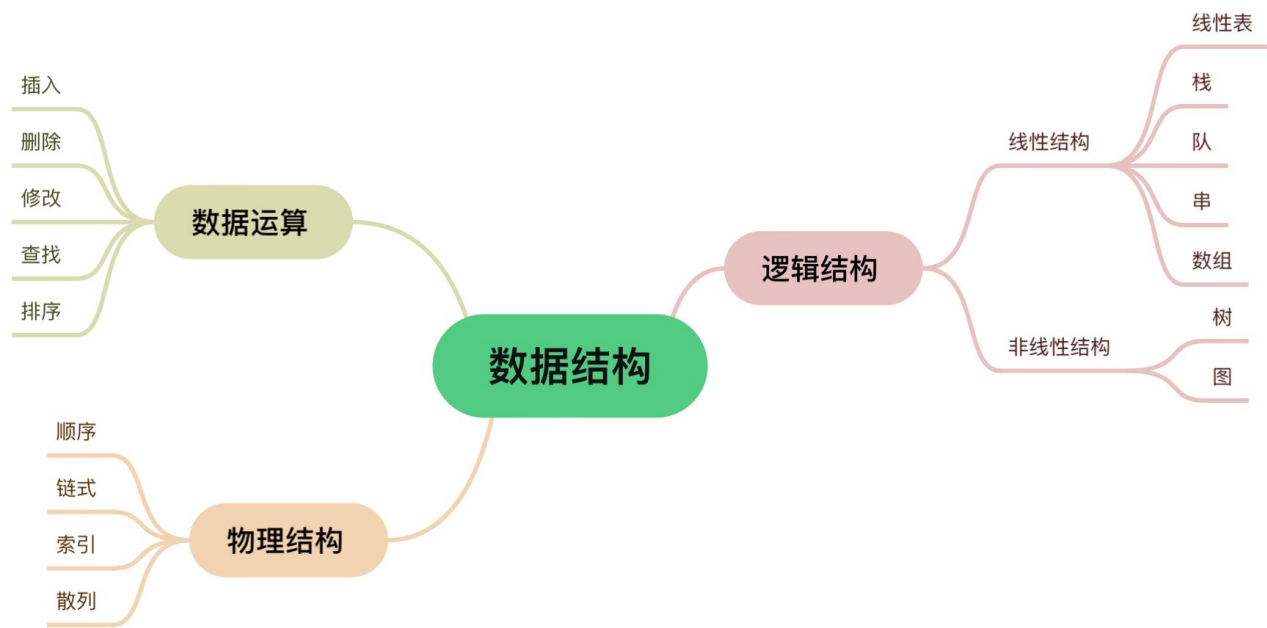 数据结构
逻辑结构
线性结构
线性表
栈
队
串
数组
非线性结构
树
图
数据运算
插入
删除
修改
查找
排序
物理结构
顺序
链式
索引
散列